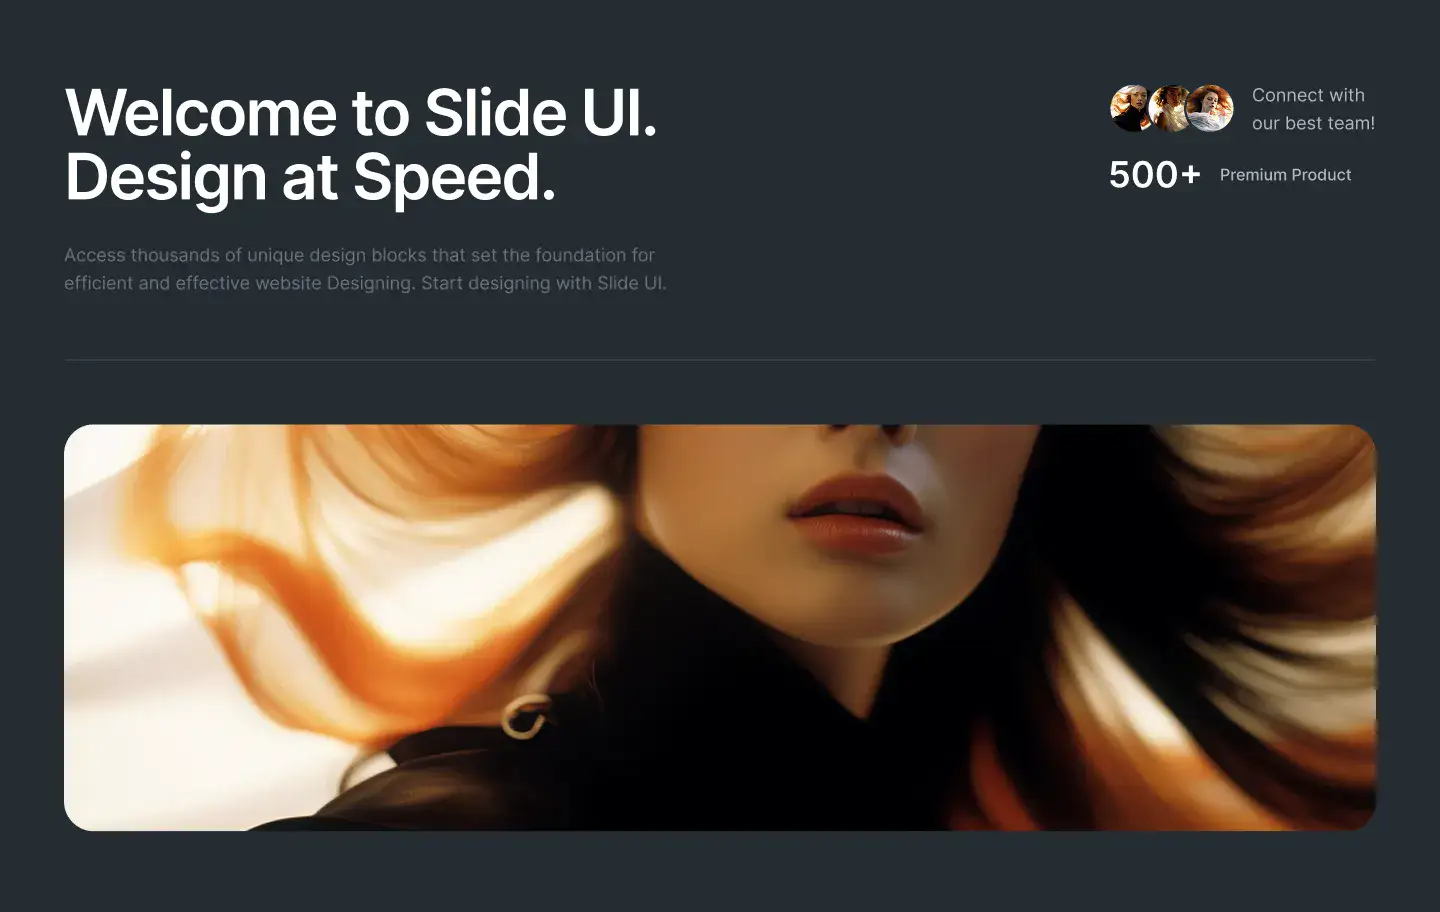 Welcome to Slide UI.
Design at Speed.
Access thousands of unique design blocks that set the foundation for
efficient and effective website Designing. Start designing with Slide UI.
Connect with
our best team!
500+ Premium Product